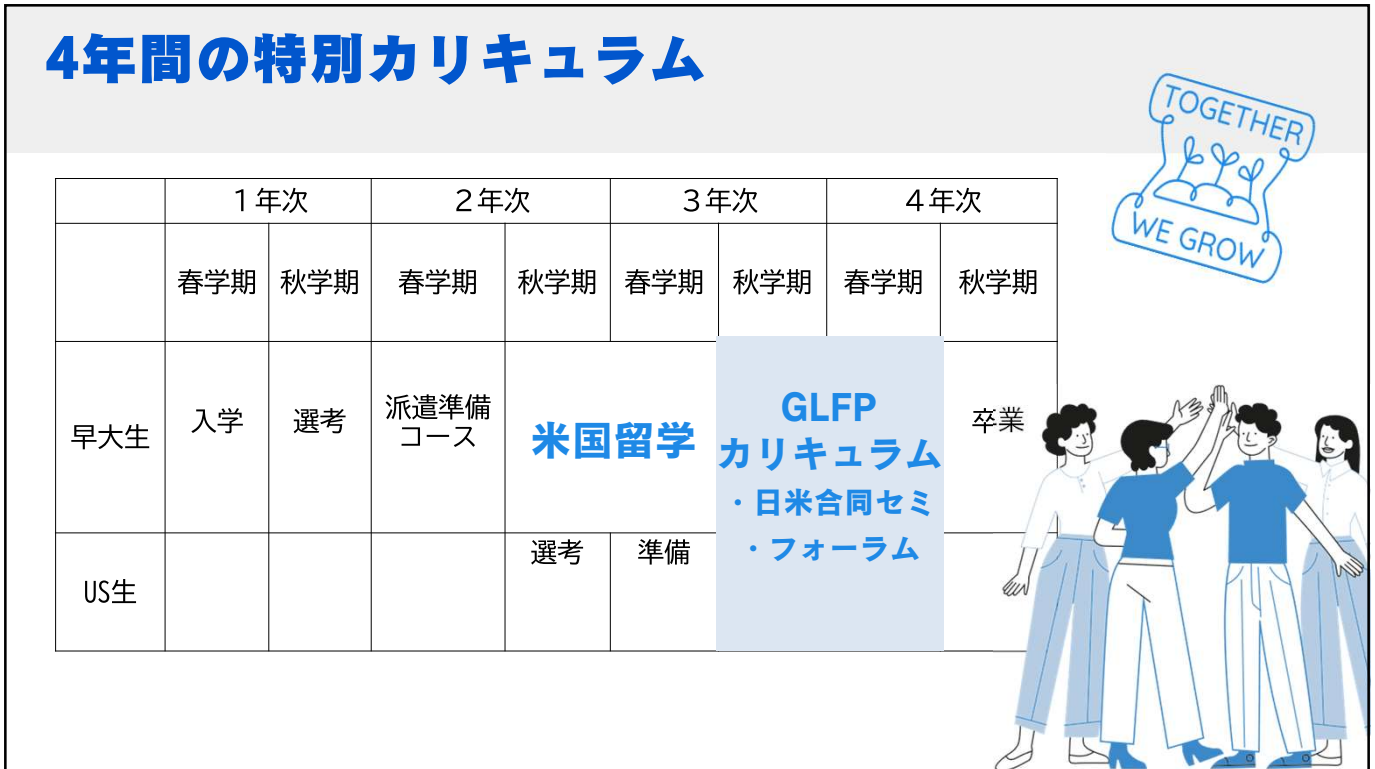 4年間の特別カリキュラム
TOGETHER
WE GROW
１年次 ２年次 ３年次 ４年次
春学期 秋学期 春学期 秋学期 春学期 秋学期 春学期 秋学期
早大生 入学 選考 派遣準備
コース
米国留学
GLFP
カリキュラム
・日米合同セミ
・フォーラム
卒業
US生 選考 準備